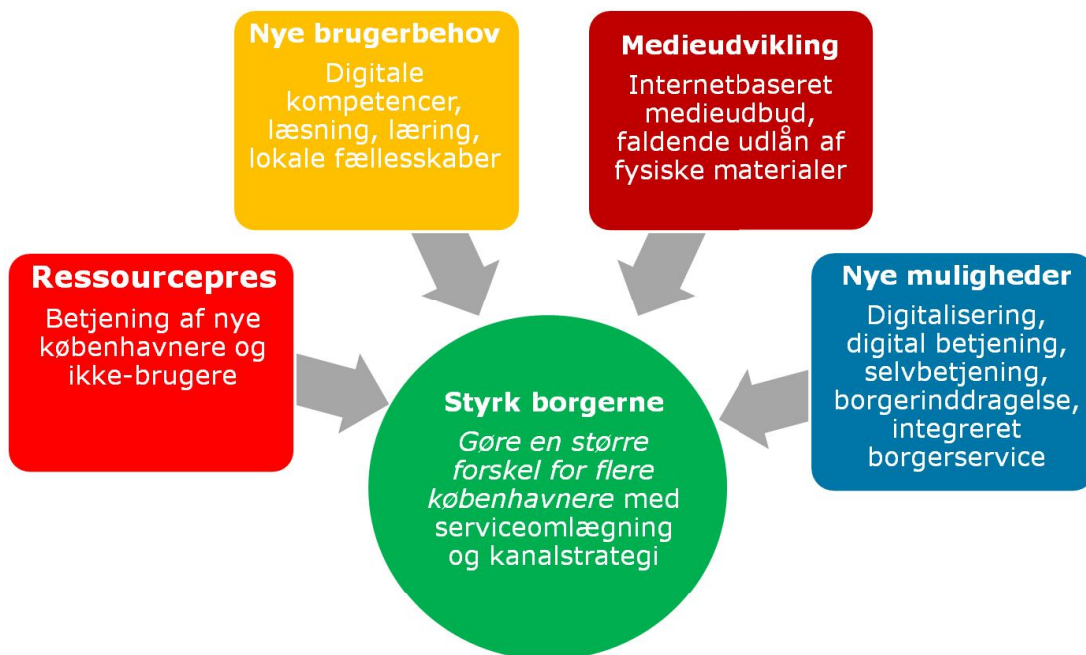 Nye brugerbehov
Digitale
kompetencer,
læsning, læring,
lokale fællesskaber
Medieudvikling
Internetbaseret
medieudbud,
faldende udlån af
fysiske materialer
Ressourcepres
Betjening af nye
københavnere og
ikke-brugere
Nye muligheder
Digitalisering,
digital betjening,
selvbetjening,
borgerinddragelse,
integreret
borgerservice
Styrk borgerne
Gøre en større
forskel for flere
københavnere med
serviceomlægning
og kanalstrategi